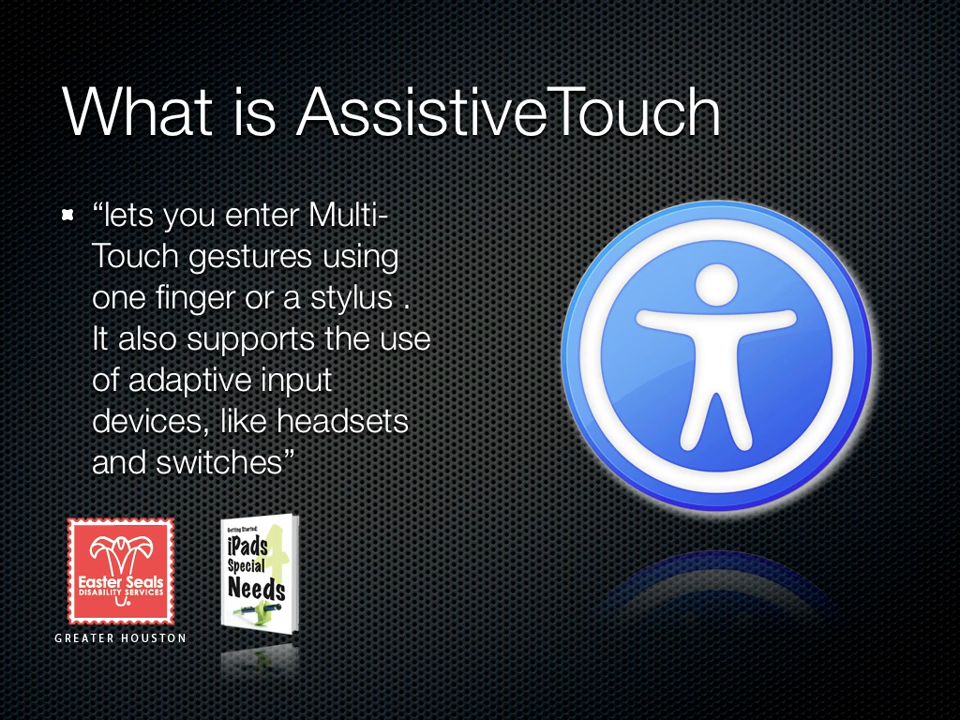 What is AssistiveTouch
“lets you enter Multi-
Touch gestures using
one finger or a stylus .
It also supports the use
of adaptive input
devices, like headsets
and switches”
Easter Seals
DISABILITY SERVICES
GREATER HOUSTON
Getting Started:
iPads
4
Special
Needs